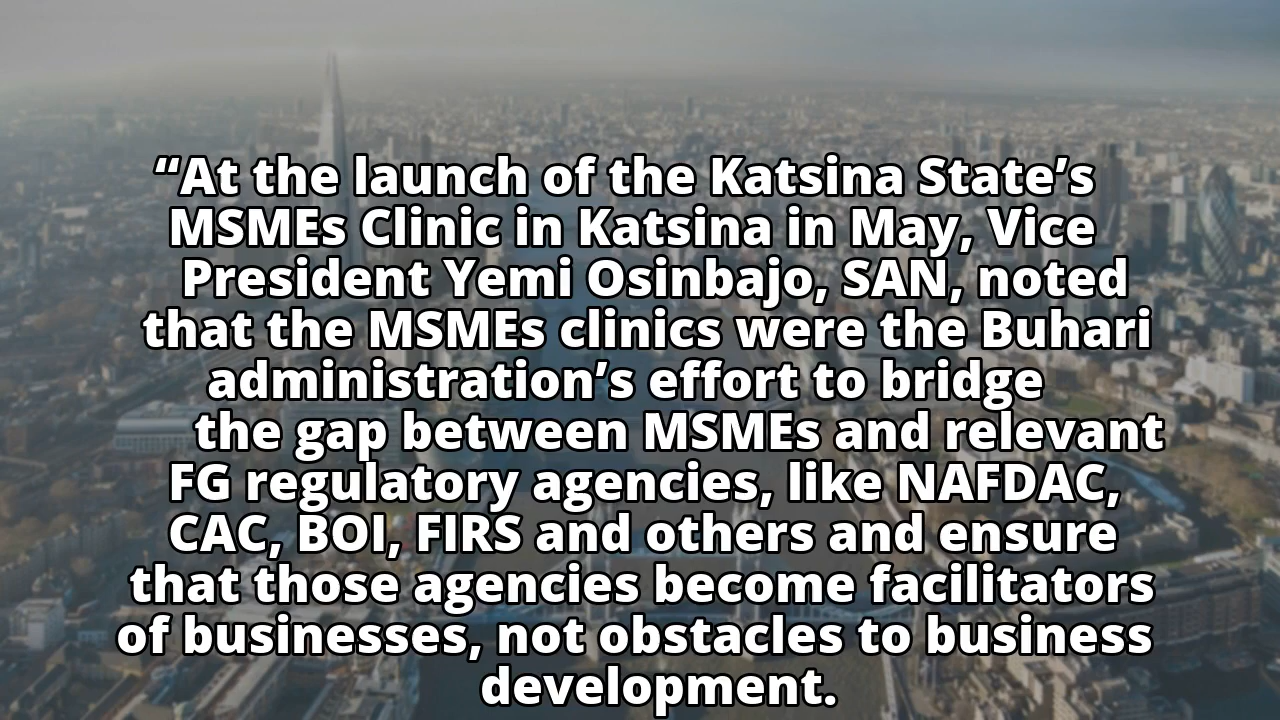 “At the launch of the Katsina State’s
MSMEs Clinic in Katsina in May, Vice
President Yemi Osinbajo, SAN, noted
that the MSMEs clinics were the Buhari
administration’s effort to bridge
the gap between MSMEs and relevant
FG regulatory agencies, like NAFDAC,
CAC, BOI, FIRS and others and ensure
that those agencies become facilitators
of businesses, not obstacles to business
development.